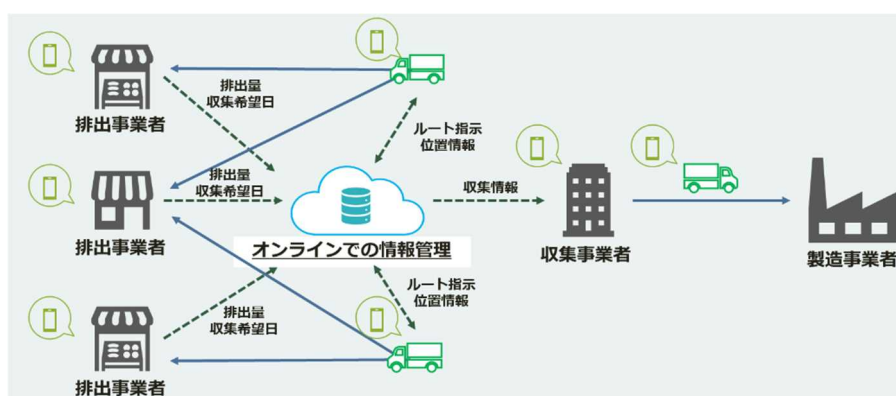 排出事業者
排出量
収集希望日
ルート指示
位置情報
排出事業者
排出量
収集希望日
オンラインでの情報管理
収集情報
収集事業者
製造事業者
排出事業者
排出量
収集希望日
ルート指示
位置情報